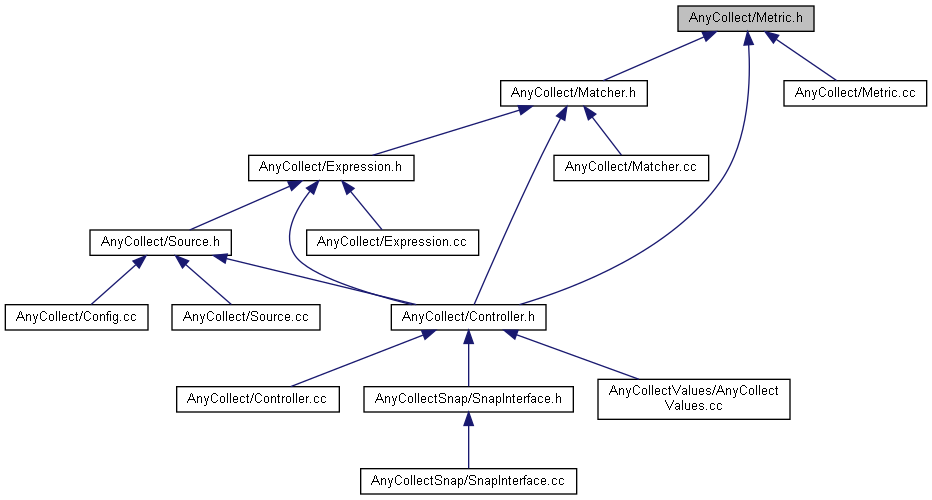 AnyCollect/Metric.h
AnyCollect/Matcher.h
AnyCollect/Metric.cc
AnyCollect/Expression.h
AnyCollect/Matcher.cc
AnyCollect/Source.h
AnyCollect/Expression.cc
AnyCollect/Config.cc
AnyCollect/Source.cc
AnyCollect/Controller.h
AnyCollect/Controller.cc
AnyCollectSnap/SnapInterface.h
AnyCollectValues/AnyCollect
Values.cc
AnyCollectSnap/SnapInterface.cc